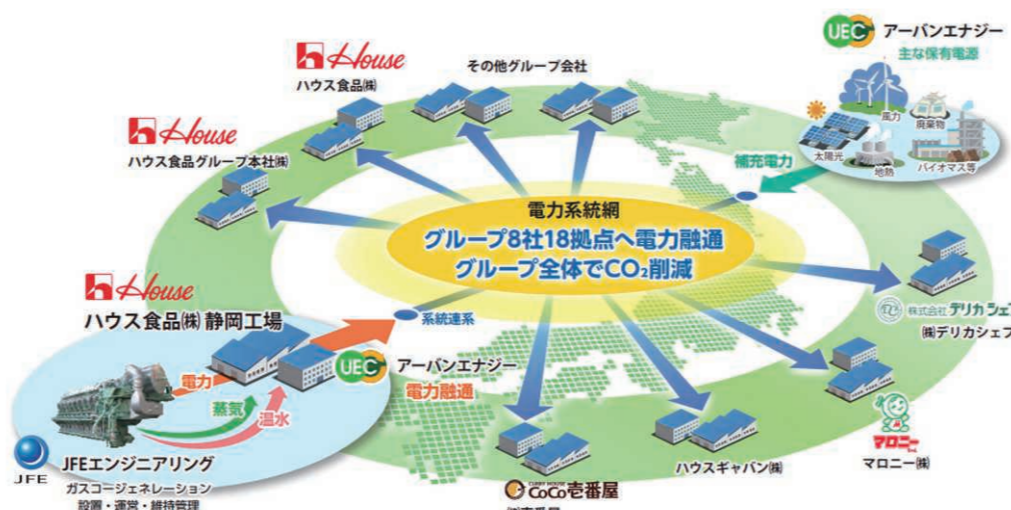 UEC アーバンエナジー
主な保有電源
風力
廃棄物
太陽光
地熱
バイオマス等
補充電力
House
ハウス食品㈱
その他グループ会社
House
ハウス食品グループ本社㈱
電力系統網
グループ8社18拠点へ電力融通
グループ全体でCO₂削減
House
ハウス食品㈱ 静岡工場
系統連系
UEC アーバンエナジー
電力融通
電力
蒸気
温水
JFE
JFEエンジニアリング
ガスコージェネレーション
設置・運営・維持管理
CURRY HOUSE
CoCo壱番屋
ハウスギャバン㈱
マロニー
マロニー㈱
株式会社デリカシェフ
㈱デリカシェフ